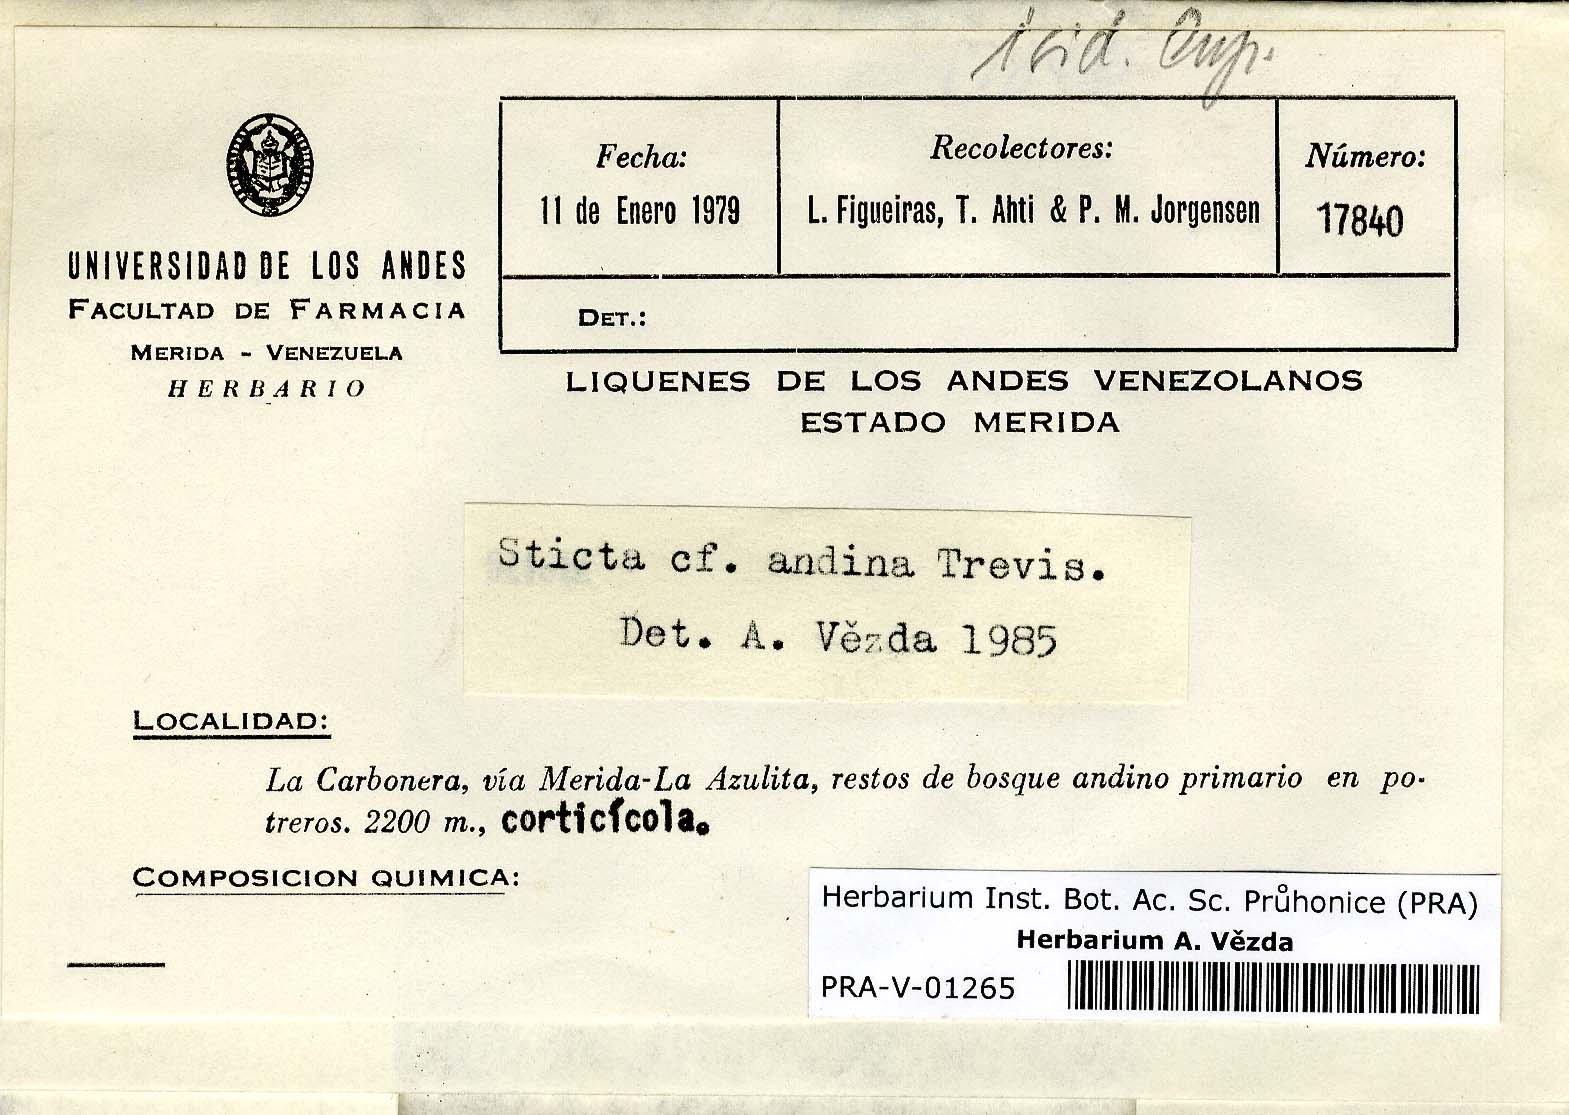 isid.
Fecha:
11 de Enero 1979
Recolectores:
L. Figueiras, T. Ahti & P. M. Jorgensen
Número:
17840
DET.:
UNIVERSIDAD DE LOS ANDES
FACULTAD DE FARMACIA
MERIDA - VENEZUELA
HERBARIO
LIQUENES DE LOS ANDES VENEZOLANOS
ESTADO MERIDA
Sticta cf. andina Trevis.
Det. A. Vězda 1985
LOCALIDAD:
La Carbonera, vía Merida-La Azulita, restos de bosque andino primario en po-
treros. 2200 m., cortícícola.
COMPOSICION QUIMICA:
Herbarium Inst. Bot. Ac. Sc. Průhonice (PRA)
Herbarium A. Vězda
PRA-V-01265